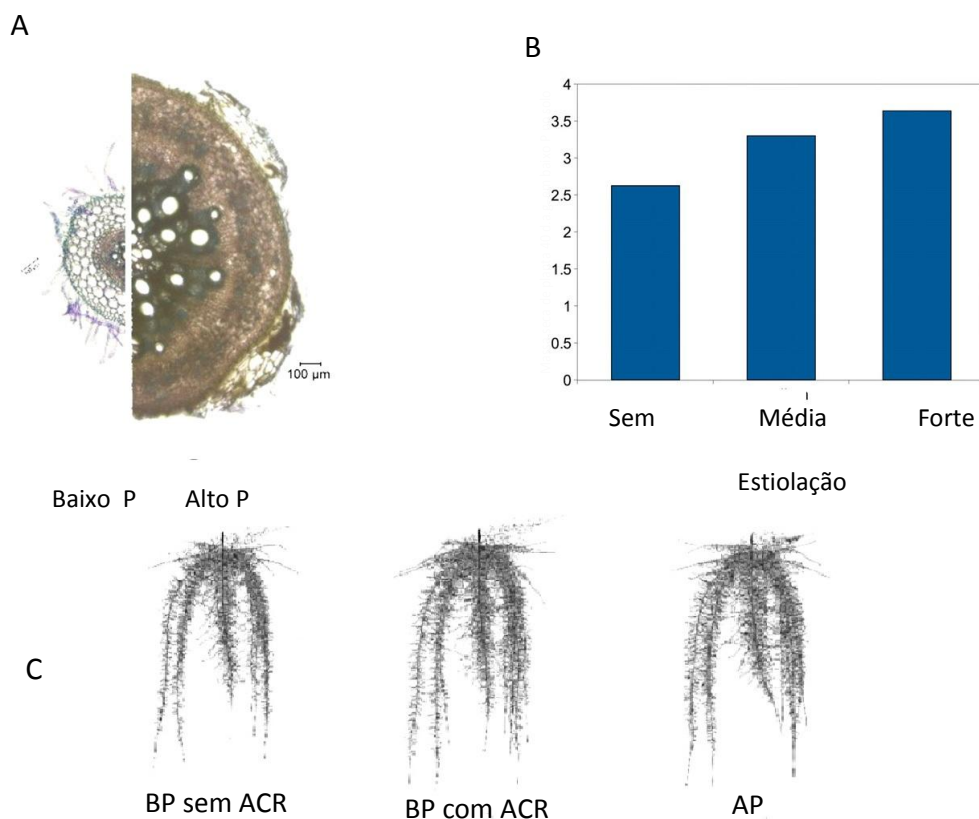 A
B
4
3.5
3
2.5
2
1.5
1
0.5
0
100 µm
Sem Média Forte
Estiolação
Baixo P Alto P
C
BP sem ACR BP com ACR AP